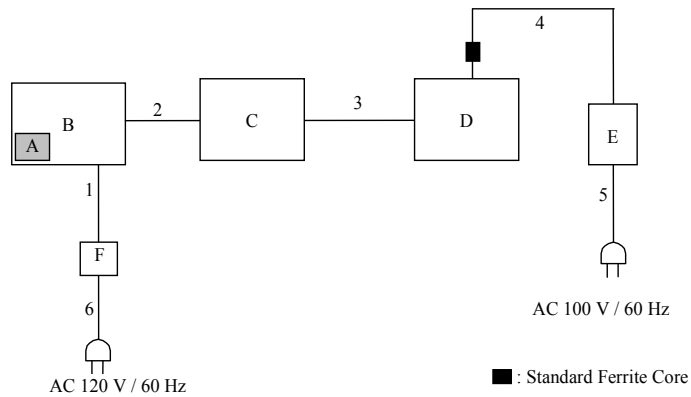 4
B
2
C
3
D
E
A
1
5
F
6
AC 100 V / 60 Hz
AC 120 V / 60 Hz
: Standard Ferrite Core